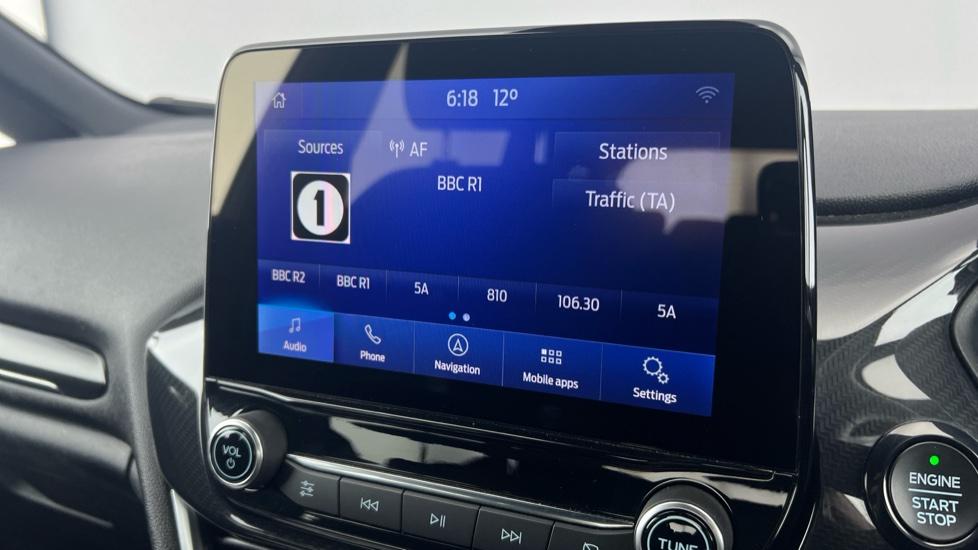 6:18 12°
Sources AF Stations
1 BBC R1 Traffic (TA)
BBC R2 BBC R1 5A 810 106.30 5A
Audio Phone Navigation Mobile apps Settings
VOL
TUNE
ENGINE
START
STOP